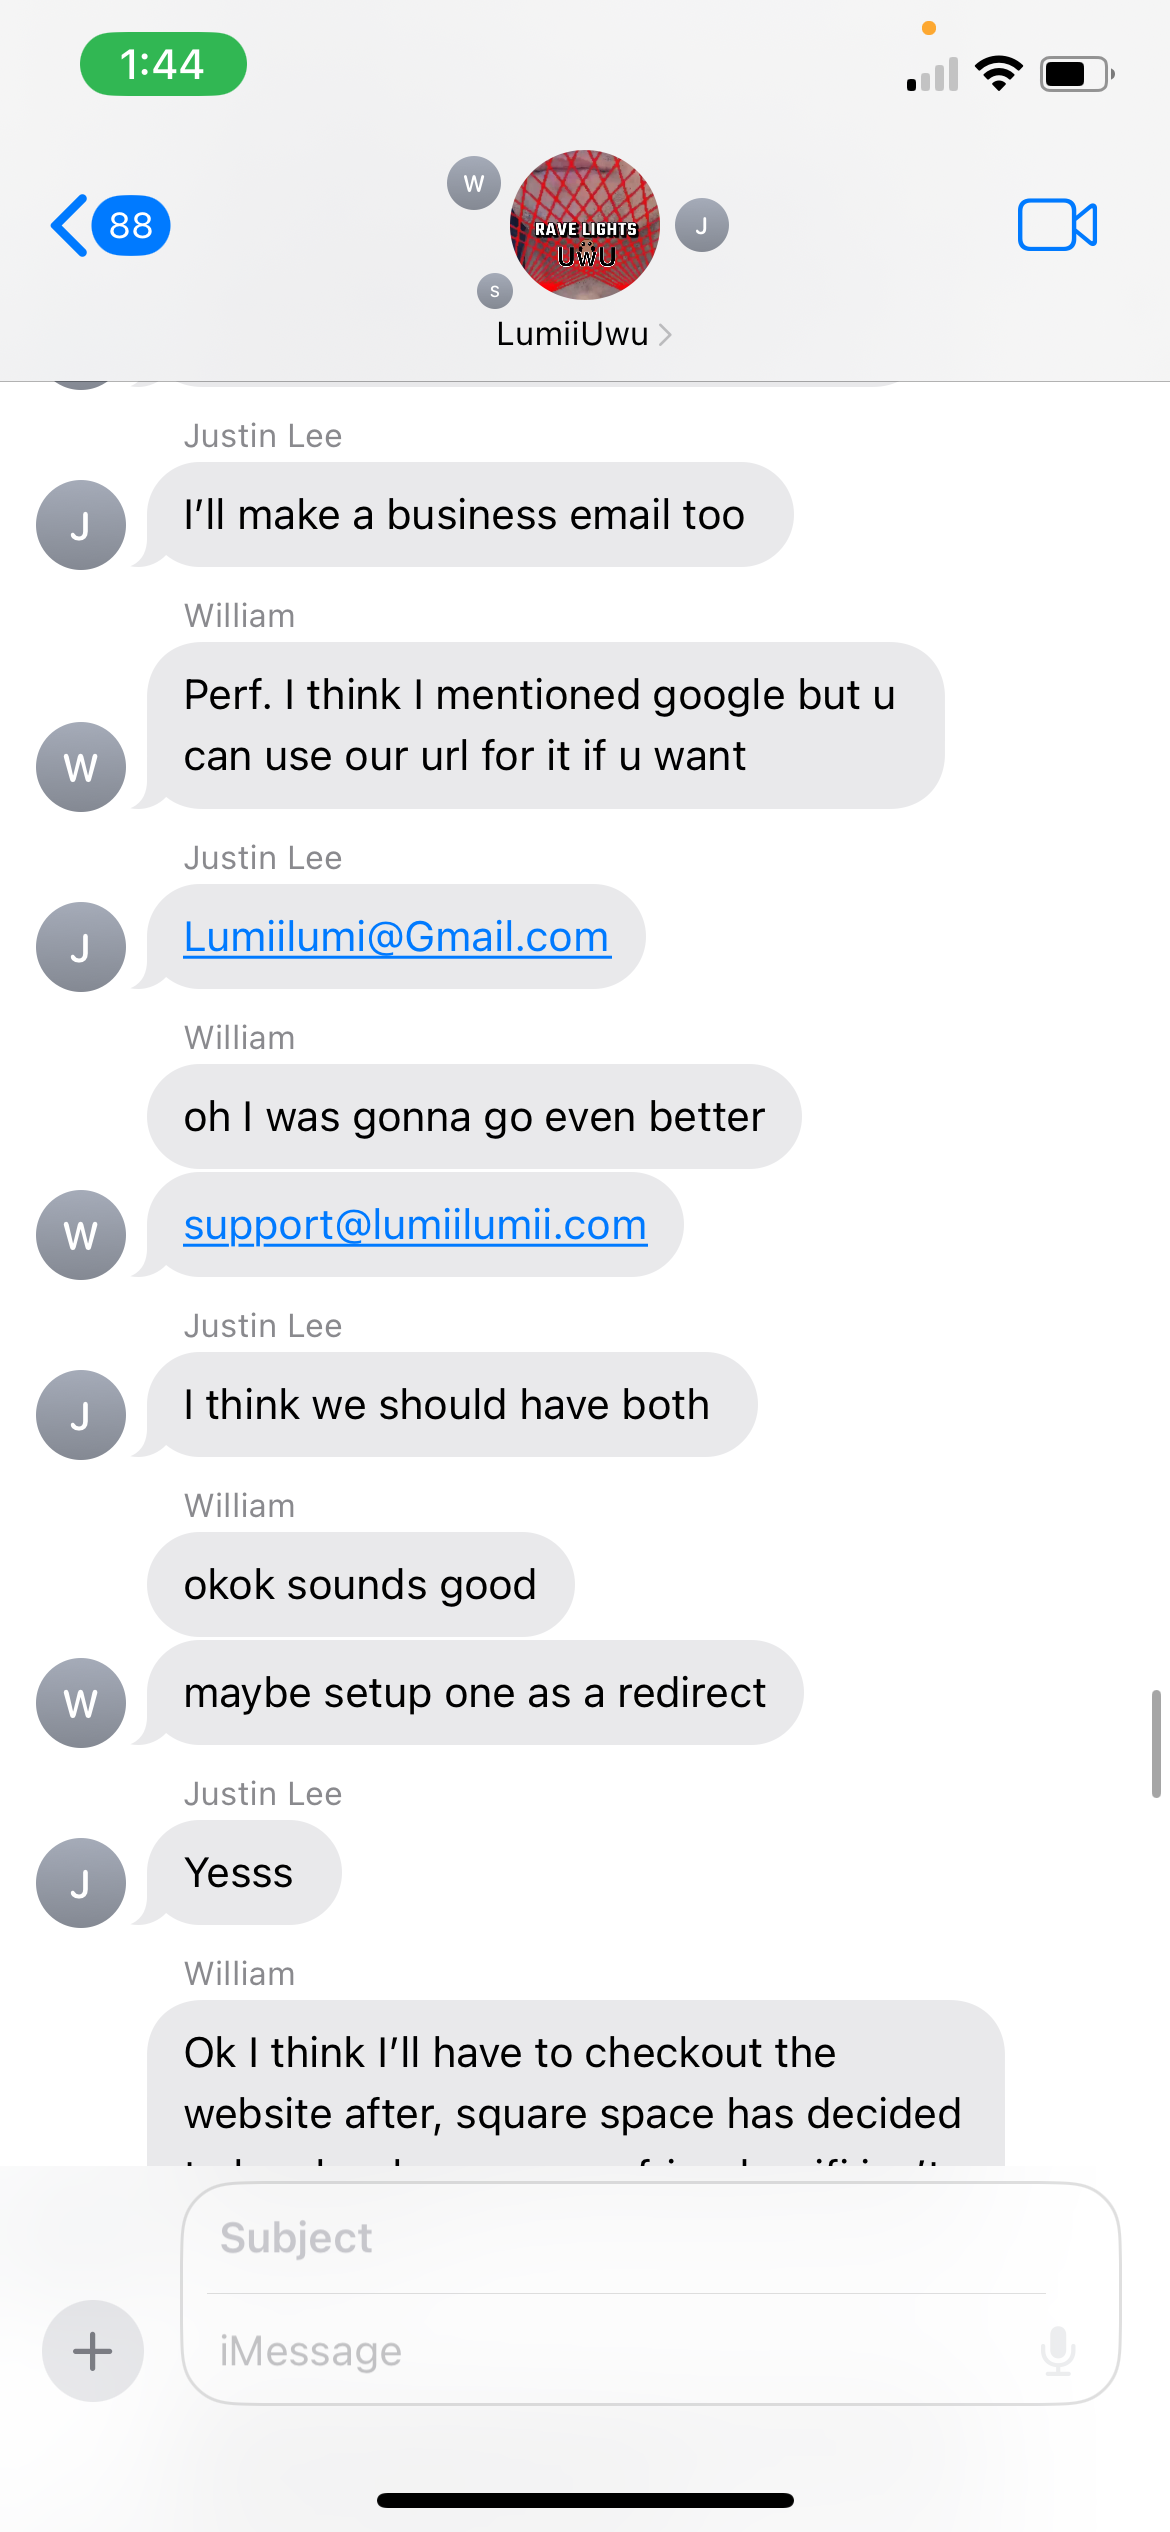 1:44
88
W
J
S
RAVE LIGHTS
UWU
LumiiUwu
Justin Lee
J
I'll make a business email too
William
Perf. I think I mentioned google but u
can use our url for it if u want
W
Justin Lee
J
Lumiilumi@Gmail.com
William
oh I was gonna go even better
W
support@lumiilumii.com
Justin Lee
J
I think we should have both
William
okok sounds good
W
maybe setup one as a redirect
Justin Lee
J
Yesss
William
Ok I think I'll have to checkout the
website after, square space has decided
Subject
iMessage